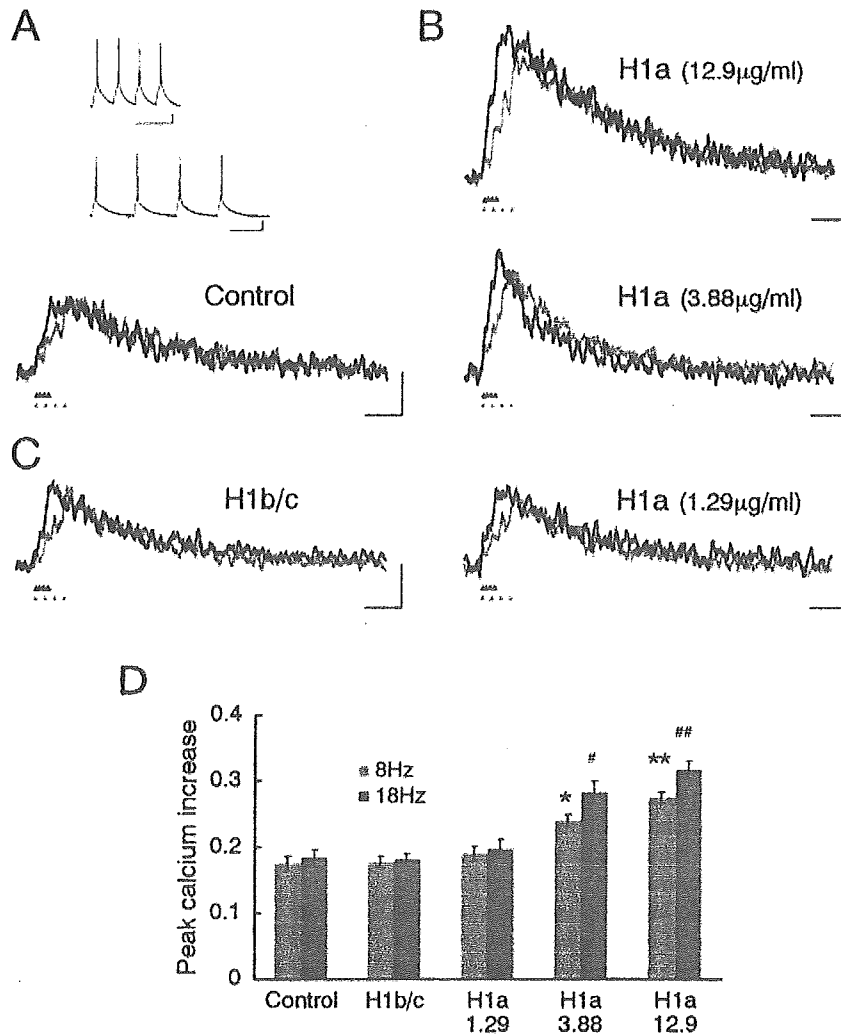 A
B
H1a (12.9µg/ml)
Control
H1a (3.88µg/ml)
C
H1b/c
H1a (1.29µg/ml)
D
Peak calcium increase
0.4
0.3
0.2
0.1
0
8Hz
18Hz
*
#
**
##
Control
H1b/c
H1a
1.29
H1a
3.88
H1a
12.9